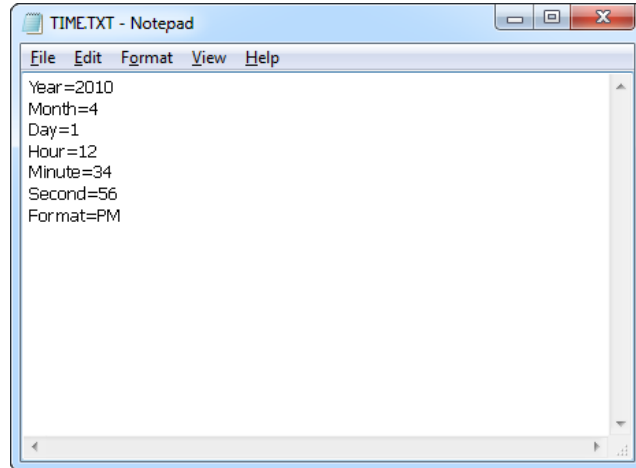 TIME.TXT - Notepad
File Edit Format View Help
Year=2010
Month=4
Day=1
Hour=12
Minute=34
Second=56
Format=PM